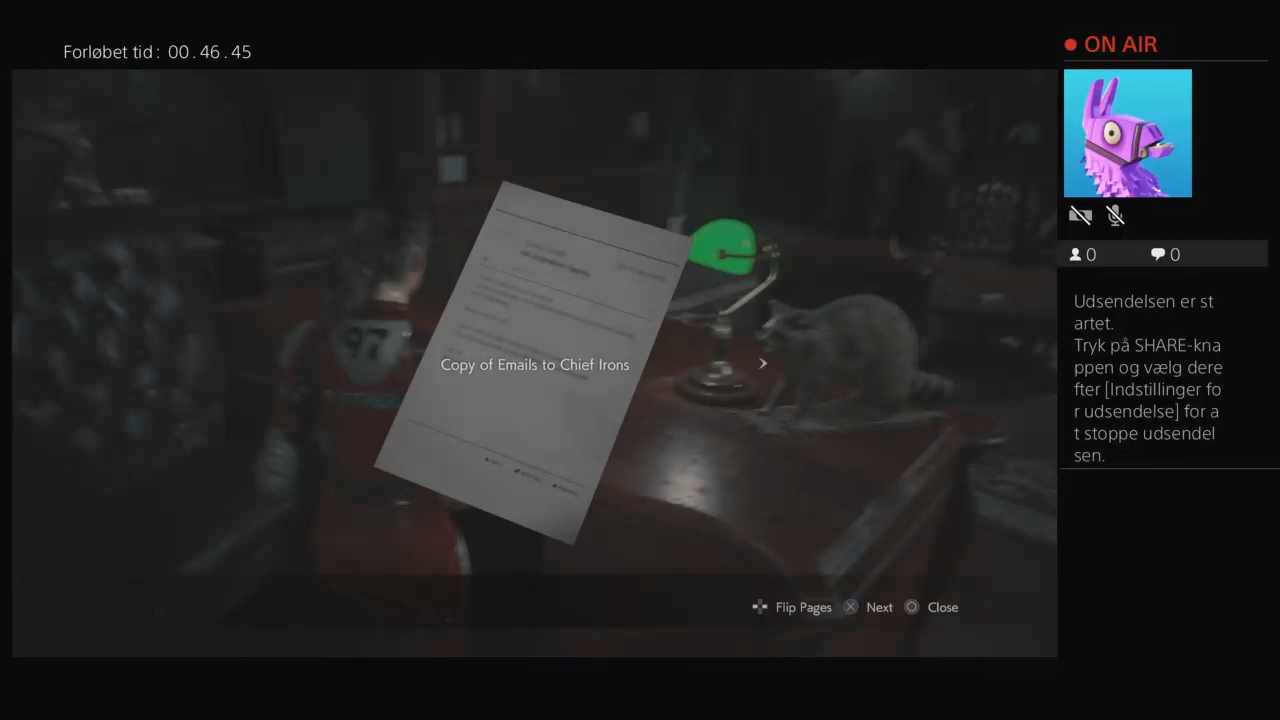 Forløbet tid: 00.46.45
ON AIR
0
0
97
Copy of Emails to Chief Irons
Udsendelsen er st
artet.
Tryk på SHARE-kna
ppen og vælg dere
fter [Indstillinger fo
r udsendelse] for a
t stoppe udsendel
sen.
Flip Pages
Next
Close